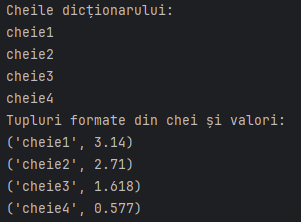 Cheile dicționarului:
cheie1
cheie2
cheie3
cheie4
Tupluri formate din chei și valori:
('cheie1', 3.14)
('cheie2', 2.71)
('cheie3', 1.618)
('cheie4', 0.577)